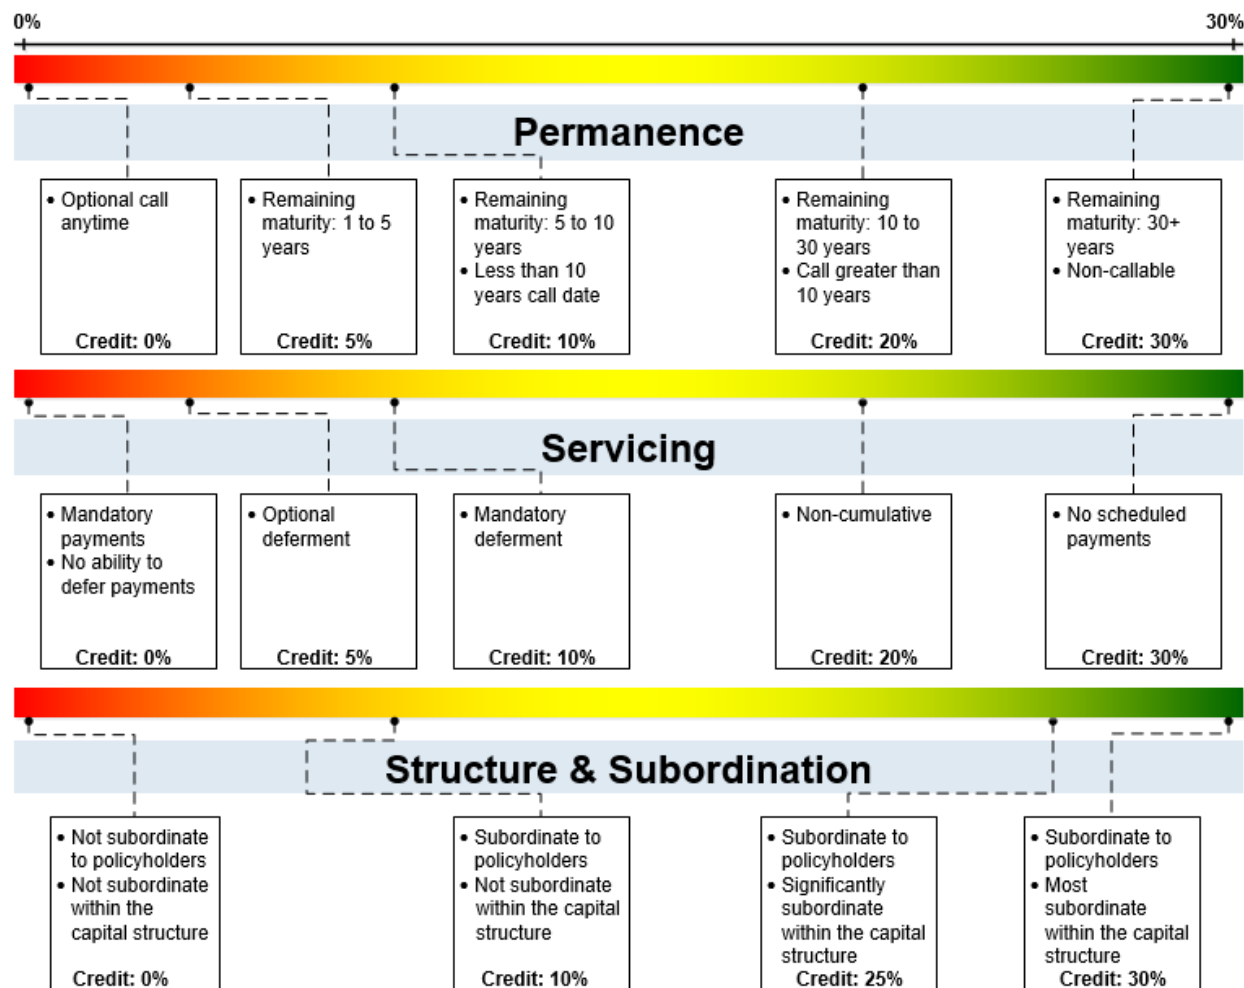 0%
30%
Permanence
• Optional call
anytime
Credit: 0%
• Remaining
maturity: 1 to 5
years
Credit: 5%
• Remaining
maturity: 5 to 10
years
• Less than 10
years call date
Credit: 10%
• Remaining
maturity: 10 to
30 years
• Call greater than
10 years
Credit: 20%
• Remaining
maturity: 30+
years
• Non-callable
Credit: 30%
Servicing
• Mandatory
payments
• No ability to
defer payments
Credit: 0%
• Optional
deferment
Credit: 5%
• Mandatory
deferment
Credit: 10%
• Non-cumulative
Credit: 20%
• No scheduled
payments
Credit: 30%
Structure & Subordination
• Not subordinate
to policyholders
• Not subordinate
within the
capital structure
Credit: 0%
• Subordinate to
policyholders
• Not subordinate
within the capital
structure
Credit: 10%
• Subordinate to
policyholders
• Significantly
subordinate
within the capital
structure
Credit: 25%
• Subordinate to
policyholders
• Most
subordinate
within the capital
structure
Credit: 30%